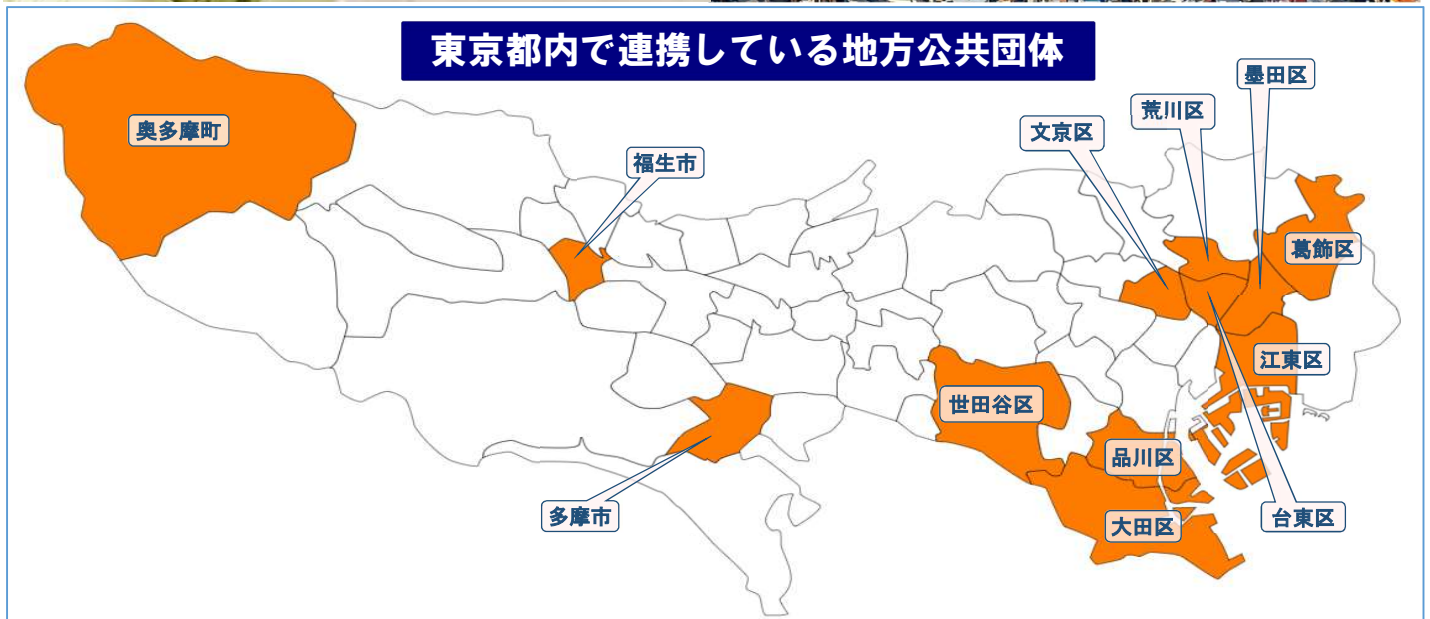 東京都内で連携している地方公共団体
墨田区
荒川区
文京区
奥多摩町
福生市
葛飾区
江東区
世田谷区
品川区
多摩市
台東区
大田区